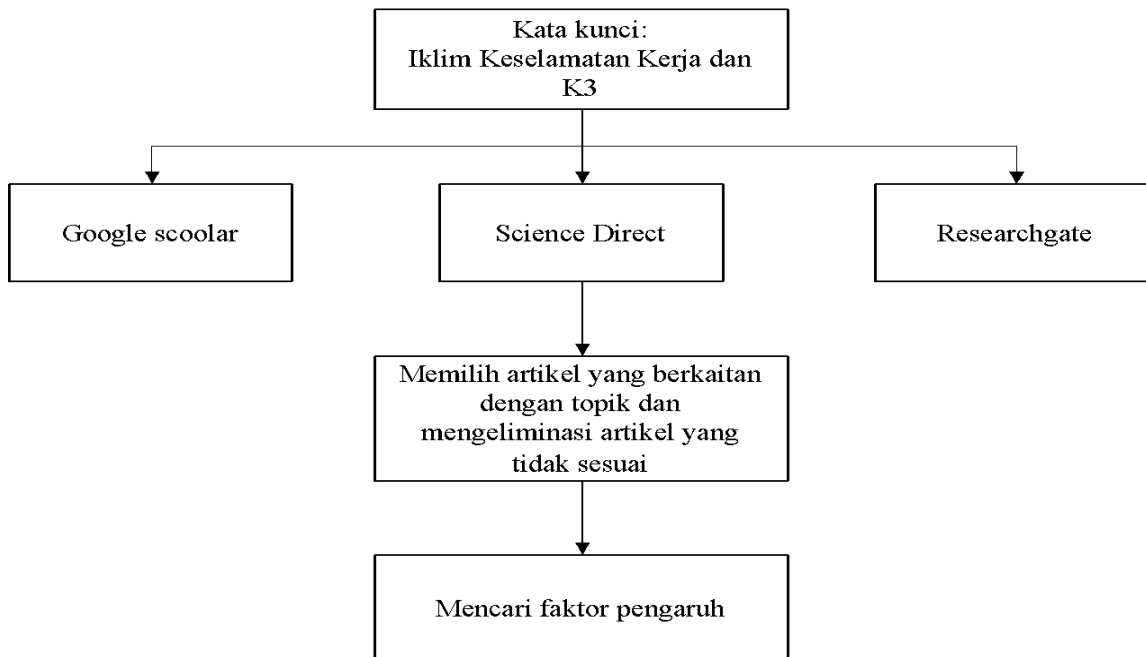 Kata kunci:
Iklim Keselamatan Kerja dan
K3
Google scoolar
Science Direct
Researchgate
Memilih artikel yang berkaitan
dengan topik dan
mengeliminasi artikel yang
tidak sesuai
Mencari faktor pengaruh